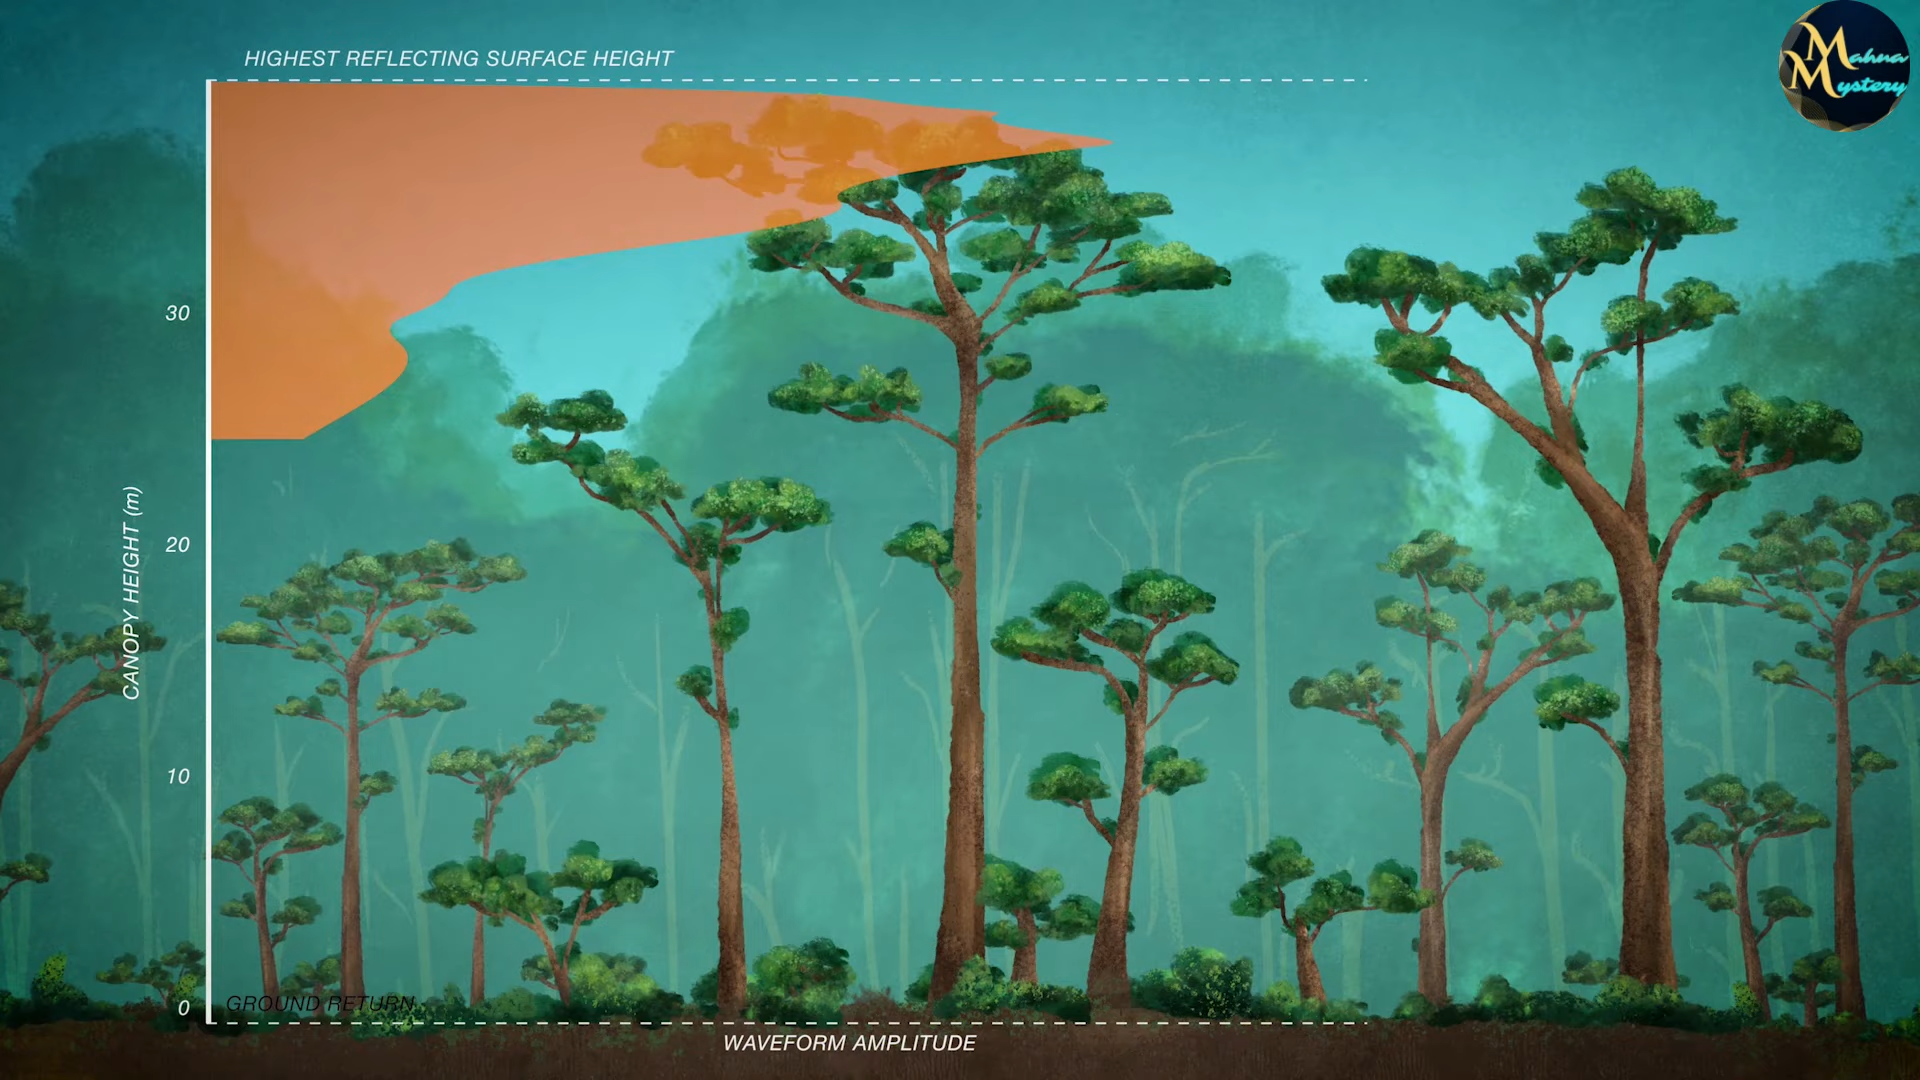 HIGHEST REFLECTING SURFACE HEIGHT
Mahna
Mystery
30
20
10
0
CANOPY HEIGHT (m)
GROUND RETURN
WAVEFORM AMPLITUDE